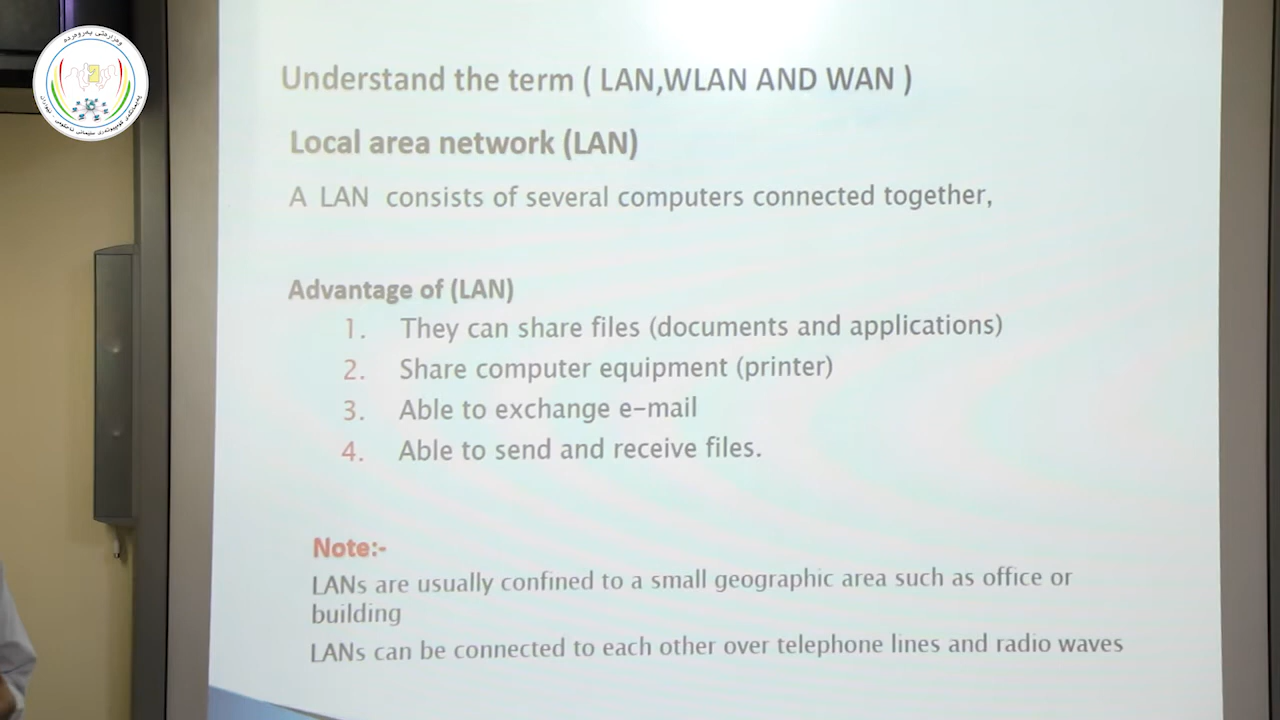 وەزارەتی پەروەردە
Understand the term ( LAN,WLAN AND WAN )
Local area network (LAN)
A LAN consists of several computers connected together,
Advantage of (LAN)
1. They can share files (documents and applications)
2. Share computer equipment (printer)
3. Able to exchange e-mail
4. Able to send and receive files.
Note:-
LANs are usually confined to a small geographic area such as office or
building
LANs can be connected to each other over telephone lines and radio waves